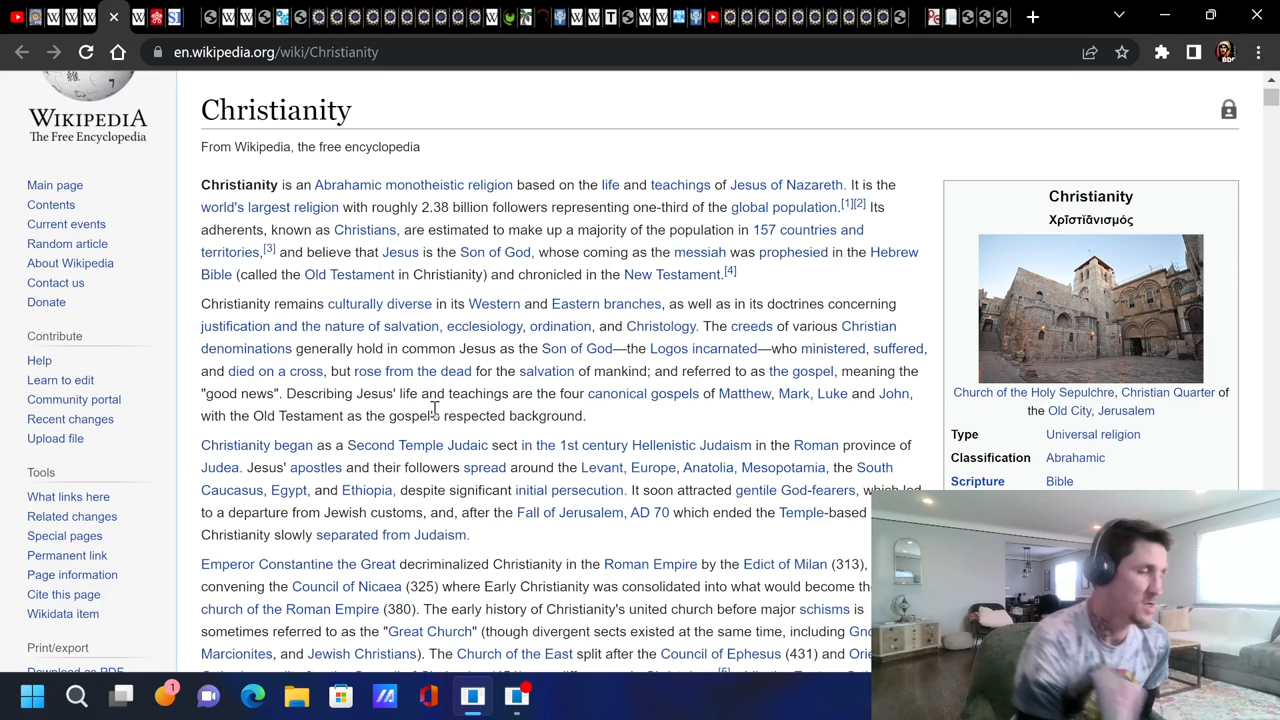 en.wikipedia.org/wiki/Christianity
BDF
WIKIPEDIA
The Free Encyclopedia
Main page
Contents
Current events
Random article
About Wikipedia
Contact us
Donate
Contribute
Help
Learn to edit
Community portal
Recent changes
Upload file
Tools
What links here
Related changes
Special pages
Permanent link
Page information
Cite this page
Wikidata item
Print/export
Download as PDF
Christianity
From Wikipedia, the free encyclopedia
Christianity is an Abrahamic monotheistic religion based on the life and teachings of Jesus of Nazareth. It is the
world's largest religion with roughly 2.38 billion followers representing one-third of the global population.[1][2] Its
adherents, known as Christians, are estimated to make up a majority of the population in 157 countries and
territories,[3] and believe that Jesus is the Son of God, whose coming as the messiah was prophesied in the Hebrew
Bible (called the Old Testament in Christianity) and chronicled in the New Testament.[4]
Christianity remains culturally diverse in its Western and Eastern branches, as well as in its doctrines concerning
justification and the nature of salvation, ecclesiology, ordination, and Christology. The creeds of various Christian
denominations generally hold in common Jesus as the Son of God—the Logos incarnated—who ministered, suffered,
and died on a cross, but rose from the dead for the salvation of mankind; and referred to as the gospel, meaning the
"good news". Describing Jesus' life and teachings are the four canonical gospels of Matthew, Mark, Luke and John,
with the Old Testament as the gospels respected background.
Christianity began as a Second Temple Judaic sect in the 1st century Hellenistic Judaism in the Roman province of
Judea. Jesus' apostles and their followers spread around the Levant, Europe, Anatolia, Mesopotamia, the South
Caucasus, Egypt, and Ethiopia, despite significant initial persecution. It soon attracted gentile God-fearers, which led
to a departure from Jewish customs, and, after the Fall of Jerusalem, AD 70 which ended the Temple-based
Christianity slowly separated from Judaism.
Emperor Constantine the Great decriminalized Christianity in the Roman Empire by the Edict of Milan (313),
convening the Council of Nicaea (325) where Early Christianity was consolidated into what would become the
church of the Roman Empire (380). The early history of Christianity's united church before major schisms is
sometimes referred to as the "Great Church" (though divergent sects existed at the same time, including
Marcionites, and Jewish Christians). The Church of the East split after the Council of Ephesus (431) and
Christianity
Χρῑστῐᾱνισμός
Church of the Holy Sepulchre, Christian Quarter of
the Old City, Jerusalem
Type Universal religion
Classification Abrahamic
Scripture Bible
1